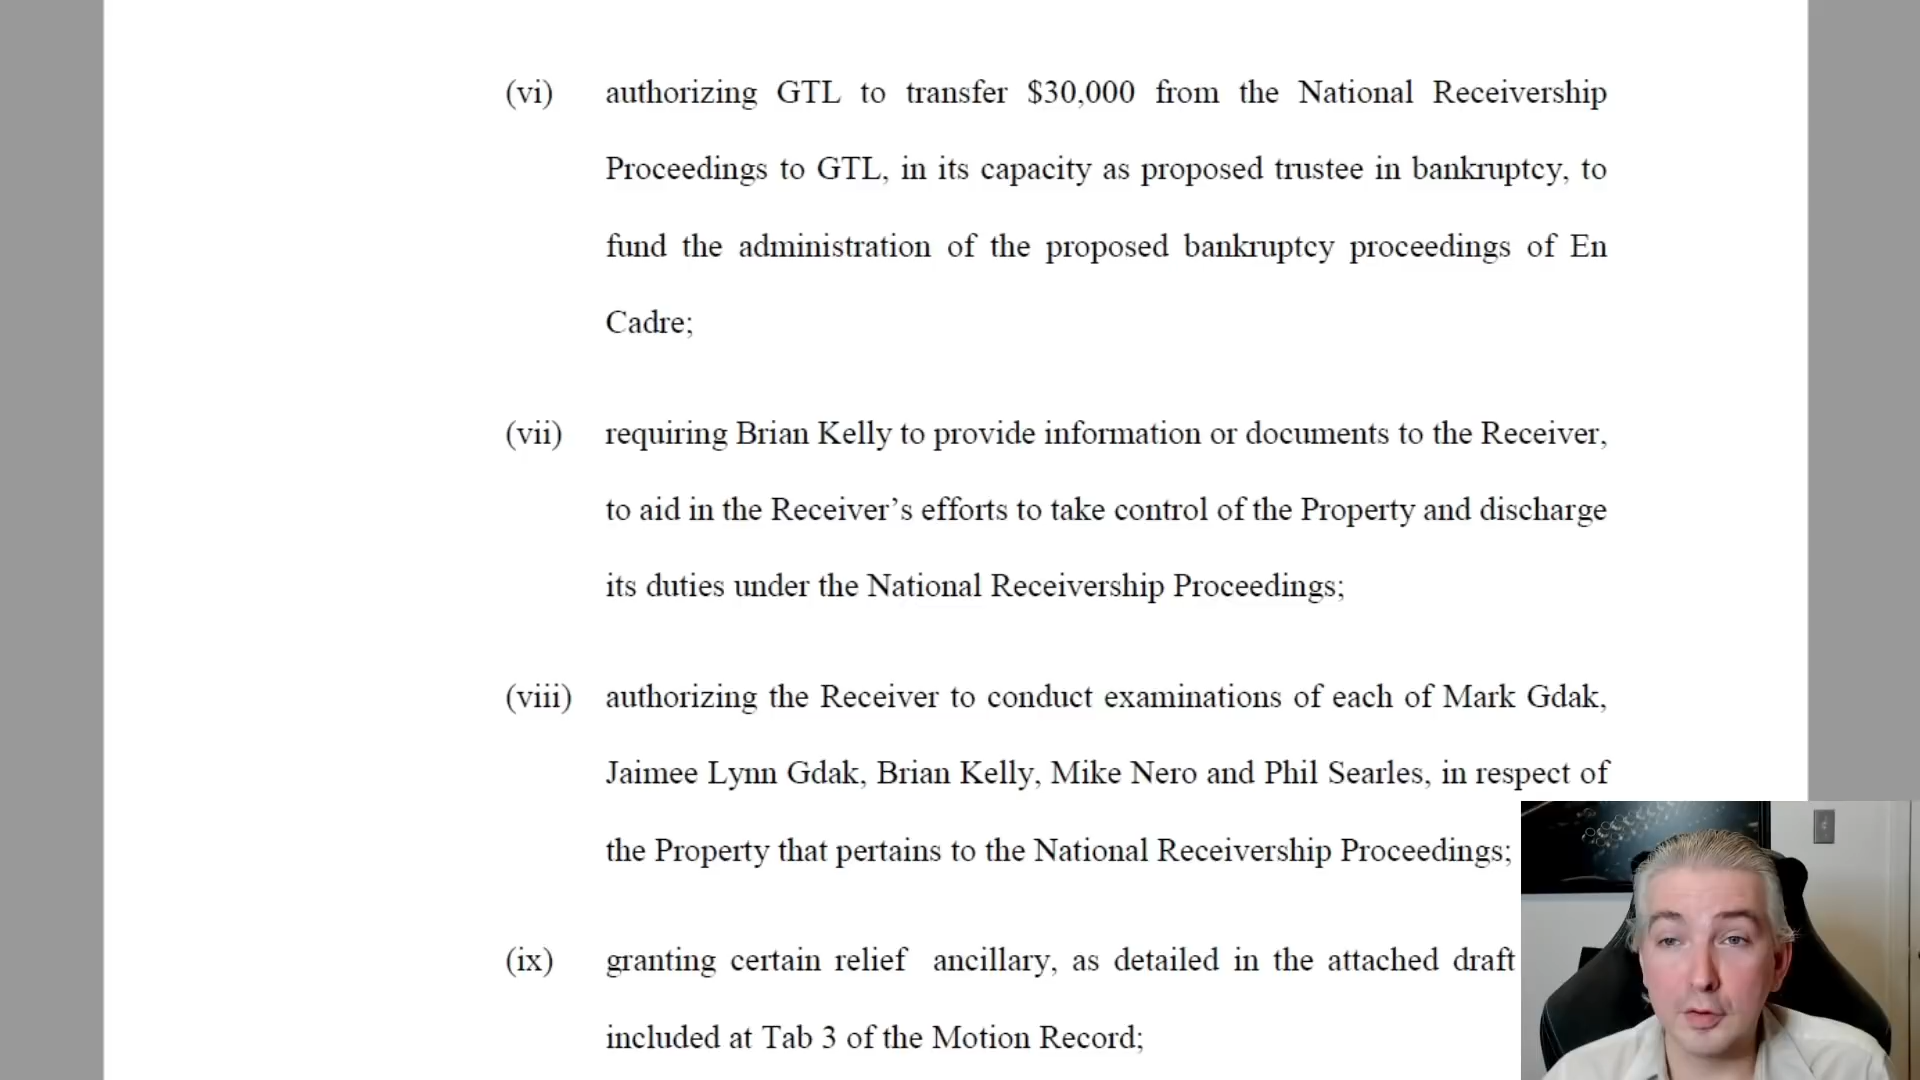 (vi) authorizing GTL to transfer $30,000 from the National Receivership
Proceedings to GTL, in its capacity as proposed trustee in bankruptcy, to
fund the administration of the proposed bankruptcy proceedings of En
Cadre;
(vii) requiring Brian Kelly to provide information or documents to the Receiver,
to aid in the Receiver’s efforts to take control of the Property and discharge
its duties under the National Receivership Proceedings;
(viii) authorizing the Receiver to conduct examinations of each of Mark Gdak,
Jaimee Lynn Gdak, Brian Kelly, Mike Nero and Phil Searles, in respect of
the Property that pertains to the National Receivership Proceedings;
(ix) granting certain relief ancillary, as detailed in the attached draft
included at Tab 3 of the Motion Record;